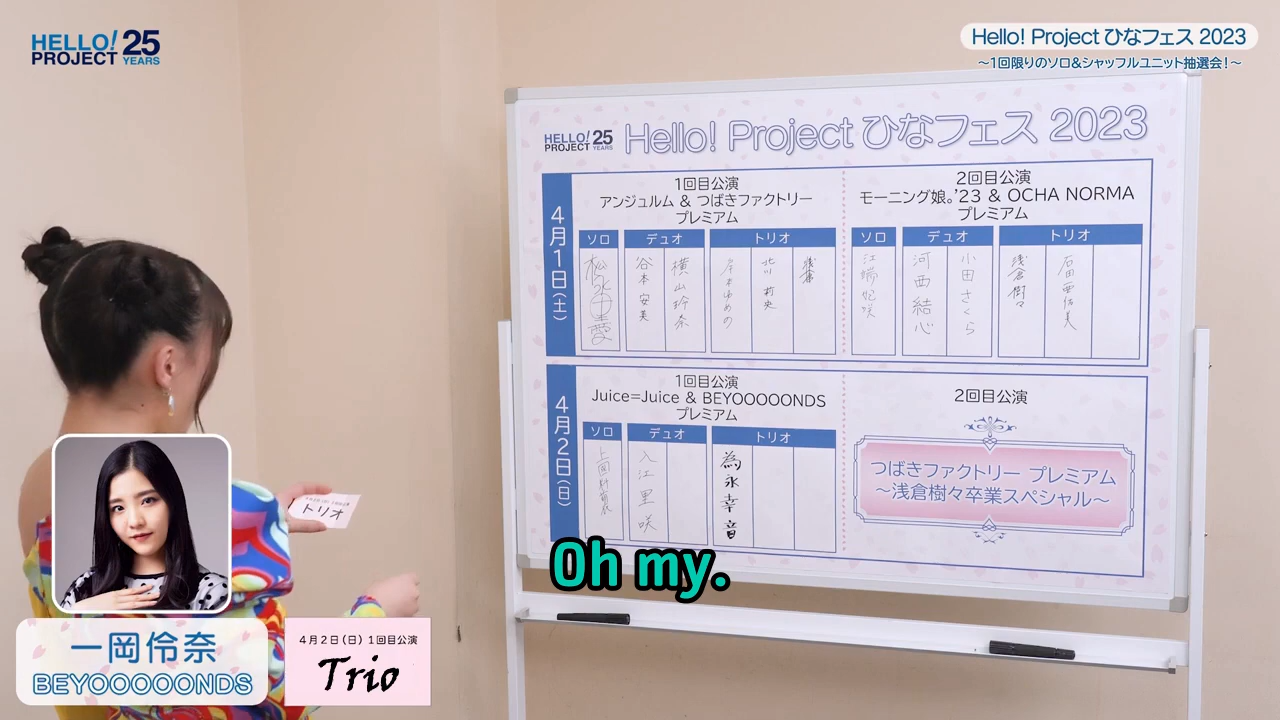 HELLO! PROJECT 25 YEARS
Hello! Project ひなフェス 2023
～1回限りのソロ&シャッフルユニット抽選会！～
HELLO! PROJECT 25 YEARS
Hello! Project ひなフェス 2023
4月1日(土)
1回目公演
アンジュルム & つばきファクトリー
プレミアム
ソロ
デュオ
トリオ
谷本安美
横山玲奈
岸本ゆめの
北川莉央
2回目公演
モーニング娘。'23 & OCHA NORMA
プレミアム
ソロ
デュオ
トリオ
江端妃咲
河西結心
小田さくら
浅倉樹々
石田亜佑美
4月2日(日)
1回目公演
Juice=Juice & BEYOOOOONDS
プレミアム
ソロ
デュオ
トリオ
上國料萌衣
入江里咲
為永幸音
2回目公演
つばきファクトリー プレミアム
～浅倉樹々卒業スペシャル～
トリオ
Oh my.
一岡伶奈
BEYOOOOONDS
4月2日(日) 1回目公演
Trio